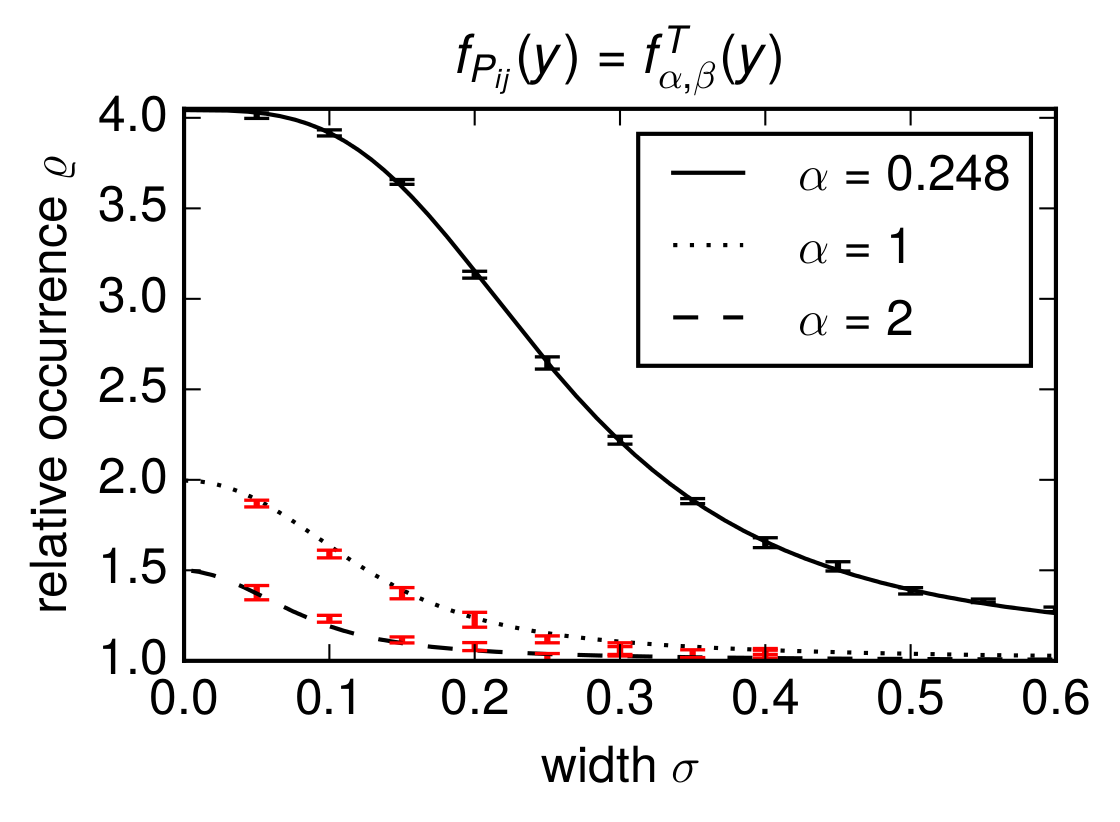 f_{P_{ij}}(y) = f^T_{α,β}(y)
relative occurrence ϱ
4.0
3.5
3.0
2.5
2.0
1.5
1.0
α = 0.248
α = 1
α = 2
0.0 0.1 0.2 0.3 0.4 0.5 0.6
width σ